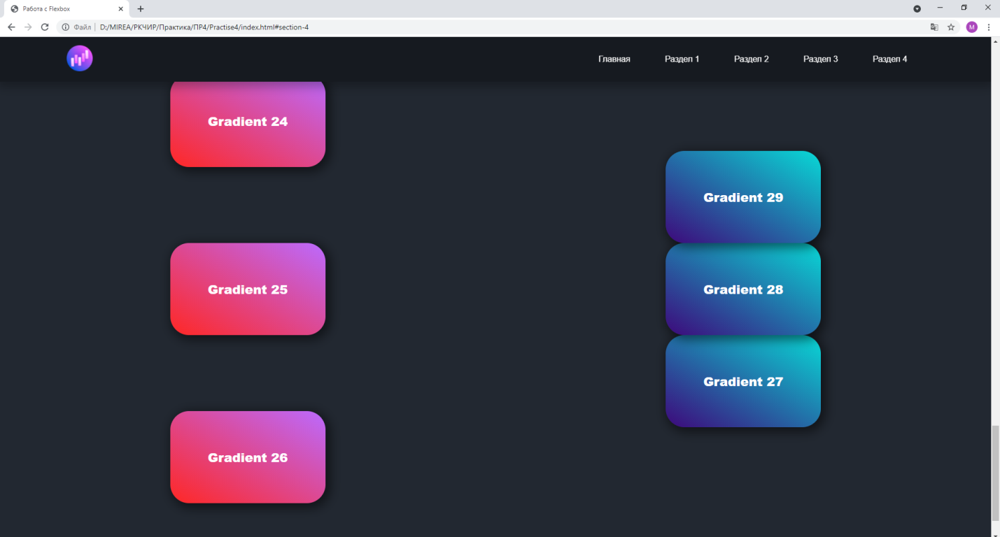 Работа с Flexbox
Файл
D:/MIREA/РКЧИР/Практика/ПР4/Practise4/index.html#section-4
M
Главная
Раздел 1
Раздел 2
Раздел 3
Раздел 4
Gradient 24
Gradient 25
Gradient 26
Gradient 29
Gradient 28
Gradient 27